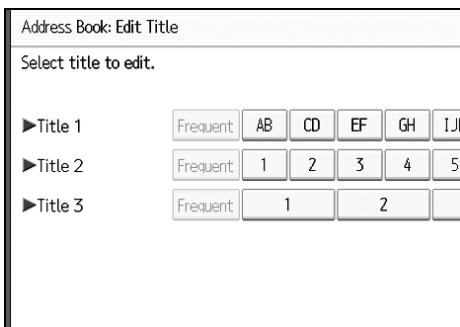 Address Book: Edit Title
Select title to edit.
▶Title 1 Frequent AB CD EF GH
▶Title 2 Frequent 1 2 3 4 5
▶Title 3 Frequent 1 2